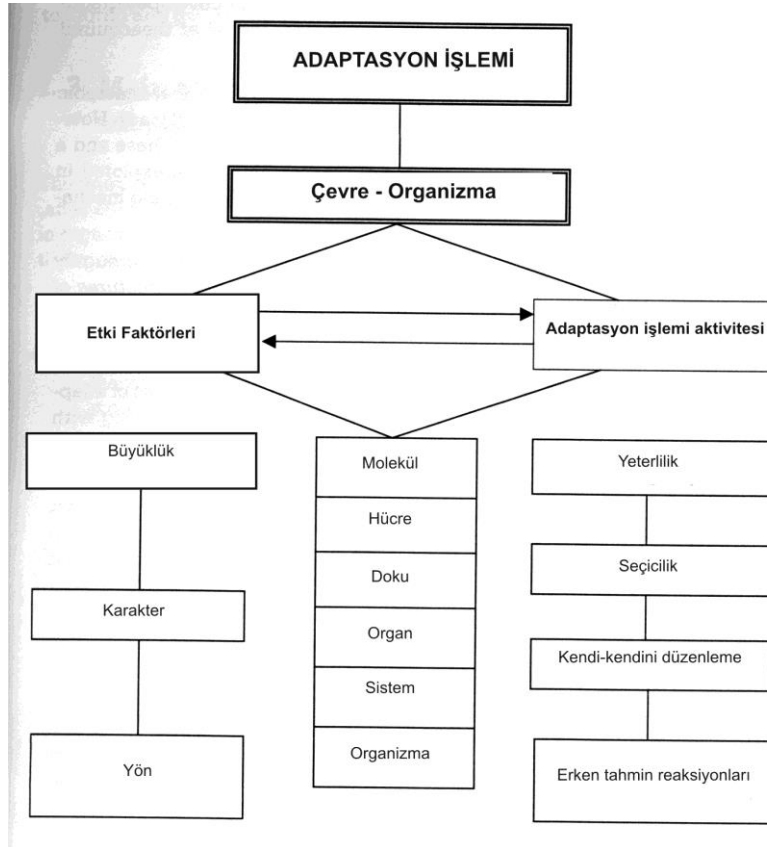 ADAPTASYON İŞLEMİ
Çevre - Organizma
Etki Faktörleri
Adaptasyon işlemi aktivitesi
Büyüklük
Karakter
Yön
Molekül
Hücre
Doku
Organ
Sistem
Organizma
Yeterlilik
Seçicilik
Kendi-kendini düzenleme
Erken tahmin reaksiyonları